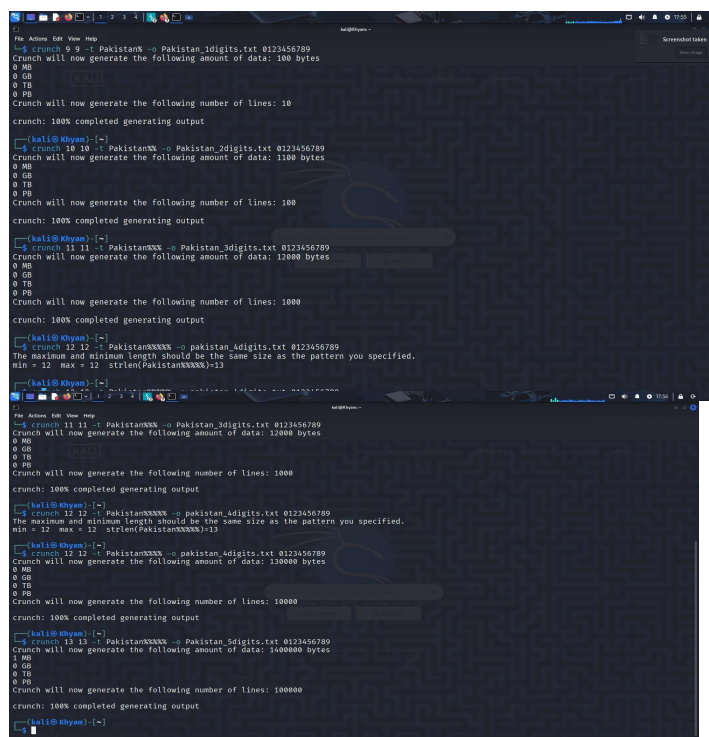 1 2 3 4
17:55
kali@Khyam: ~
File Actions Edit View Help
Screenshot taken
View image
└─$ crunch 9 9 -t Pakistan% -o Pakistan_1digits.txt 0123456789
Crunch will now generate the following amount of data: 100 bytes
0 MB
0 GB
0 TB
0 PB
Crunch will now generate the following number of lines: 10
crunch: 100% completed generating output
┌──(kali㉿Khyam)-[~]
└─$ crunch 10 10 -t Pakistan%% -o Pakistan_2digits.txt 0123456789
Crunch will now generate the following amount of data: 1100 bytes
0 MB
0 GB
0 TB
0 PB
Crunch will now generate the following number of lines: 100
crunch: 100% completed generating output
┌──(kali㉿Khyam)-[~]
└─$ crunch 11 11 -t Pakistan%%% -o Pakistan_3digits.txt 0123456789
Crunch will now generate the following amount of data: 12000 bytes
0 MB
0 GB
0 TB
0 PB
Crunch will now generate the following number of lines: 1000
crunch: 100% completed generating output
┌──(kali㉿Khyam)-[~]
└─$ crunch 12 12 -t Pakistan%%%%% -o pakistan_4digits.txt 0123456789
The maximum and minimum length should be the same size as the pattern you specified.
min = 12 max = 12 strlen(Pakistan%%%%%)=13
┌──(kali㉿Khyam)-[~]
1 2 3 4
17:56
kali@Khyam: ~
File Actions Edit View Help
└─$ crunch 11 11 -t Pakistan%%% -o Pakistan_3digits.txt 0123456789
Crunch will now generate the following amount of data: 12000 bytes
0 MB
0 GB
0 TB
0 PB
Crunch will now generate the following number of lines: 1000
crunch: 100% completed generating output
┌──(kali㉿Khyam)-[~]
└─$ crunch 12 12 -t Pakistan%%%%% -o pakistan_4digits.txt 0123456789
The maximum and minimum length should be the same size as the pattern you specified.
min = 12 max = 12 strlen(Pakistan%%%%%)=13
┌──(kali㉿Khyam)-[~]
└─$ crunch 12 12 -t Pakistan%%%% -o pakistan_4digits.txt 0123456789
Crunch will now generate the following amount of data: 130000 bytes
0 MB
0 GB
0 TB
0 PB
Crunch will now generate the following number of lines: 10000
crunch: 100% completed generating output
┌──(kali㉿Khyam)-[~]
└─$ crunch 13 13 -t Pakistan%%%%% -o Pakistan_5digits.txt 0123456789
Crunch will now generate the following amount of data: 1400000 bytes
1 MB
0 GB
0 TB
0 PB
Crunch will now generate the following number of lines: 100000
crunch: 100% completed generating output
┌──(kali㉿Khyam)-[~]
└─$